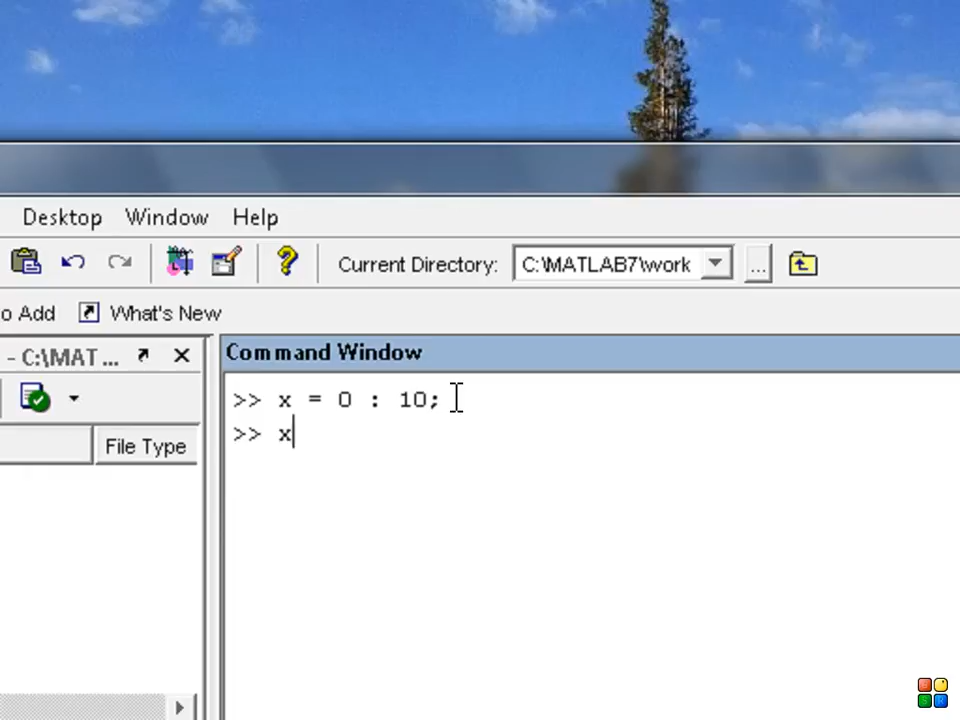 Desktop Window Help
Current Directory: C:\MATLAB7\work ...
o Add What's New
- C:\MAT ...
Command Window
>> x = 0 : 10;
>> x
File Type